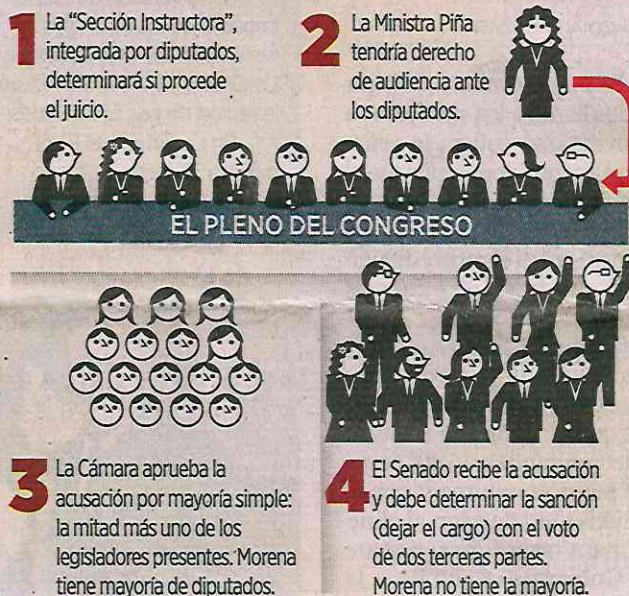 1 La “Sección Instructora”,
integrada por diputados,
determinará si procede
el juicio.
2 La Ministra Piña
tendría derecho
de audiencia ante
los diputados.
EL PLENO DEL CONGRESO
3 La Cámara aprueba la
acusación por mayoría simple:
la mitad más uno de los
legisladores presentes. Morena
tiene mayoría de diputados.
4 El Senado recibe la acusación
y debe determinar la sanción
(dejar el cargo) con el voto
de dos terceras partes.
Morena no tiene la mayoría.